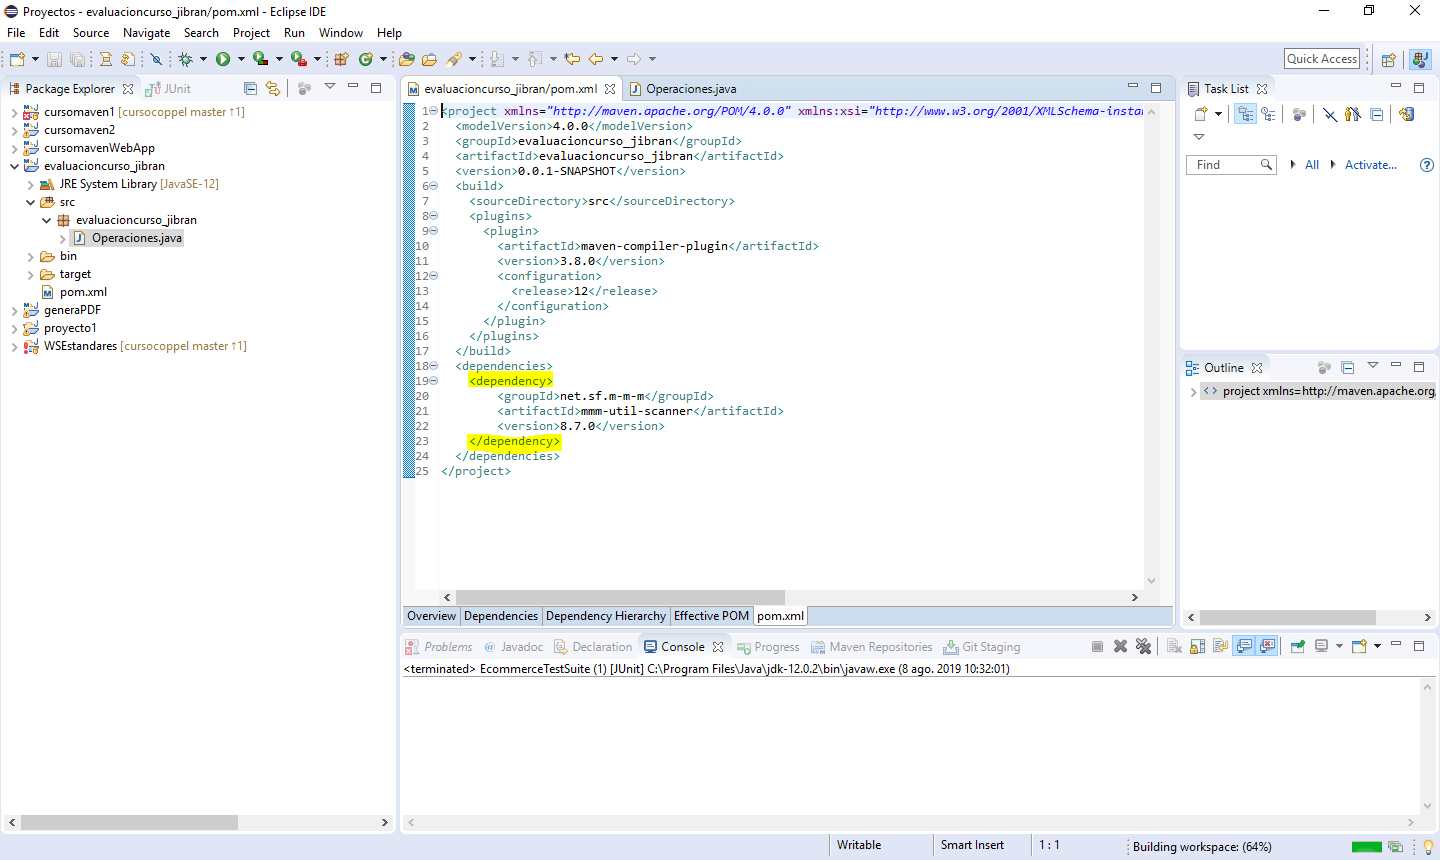 Proyectos - evaluacioncurso_jibran/pom.xml - Eclipse IDE
File Edit Source Navigate Search Project Run Window Help
Quick Access
Package Explorer JUnit
cursomaven1 [cursocoppel master ↑1]
cursomaven2
cursomavenWebApp
evaluacioncurso_jibran
JRE System Library [JavaSE-12]
src
evaluacioncurso_jibran
Operaciones.java
bin
target
pom.xml
generaPDF
proyecto1
WSEstandares [cursocoppel master ↑1]
evaluacioncurso_jibran/pom.xml Operaciones.java
1 <project xmlns="http://maven.apache.org/POM/4.0.0" xmlns:xsi="http://www.w3.org/2001/XMLSchema-instan
2 <modelVersion>4.0.0</modelVersion>
3 <groupId>evaluacioncurso_jibran</groupId>
4 <artifactId>evaluacioncurso_jibran</artifactId>
5 <version>0.0.1-SNAPSHOT</version>
6 <build>
7 <sourceDirectory>src</sourceDirectory>
8 <plugins>
9 <plugin>
10 <artifactId>maven-compiler-plugin</artifactId>
11 <version>3.8.0</version>
12 <configuration>
13 <release>12</release>
14 </configuration>
15 </plugin>
16 </plugins>
17 </build>
18 <dependencies>
19 <dependency>
20 <groupId>net.sf.m-m-m</groupId>
21 <artifactId>mmm-util-scanner</artifactId>
22 <version>8.7.0</version>
23 </dependency>
24 </dependencies>
25 </project>
Overview Dependencies Dependency Hierarchy Effective POM pom.xml
Task List
Find All Activate...
Outline
project xmlns=http://maven.apache.org,
Problems @ Javadoc Declaration Console Progress Maven Repositories Git Staging
<terminated> EcommerceTestSuite (1) [JUnit] C:\Program Files\Java\jdk-12.0.2\bin\javaw.exe (8 ago. 2019 10:32:01)
Writable Smart Insert 1 : 1 Building workspace: (64%)